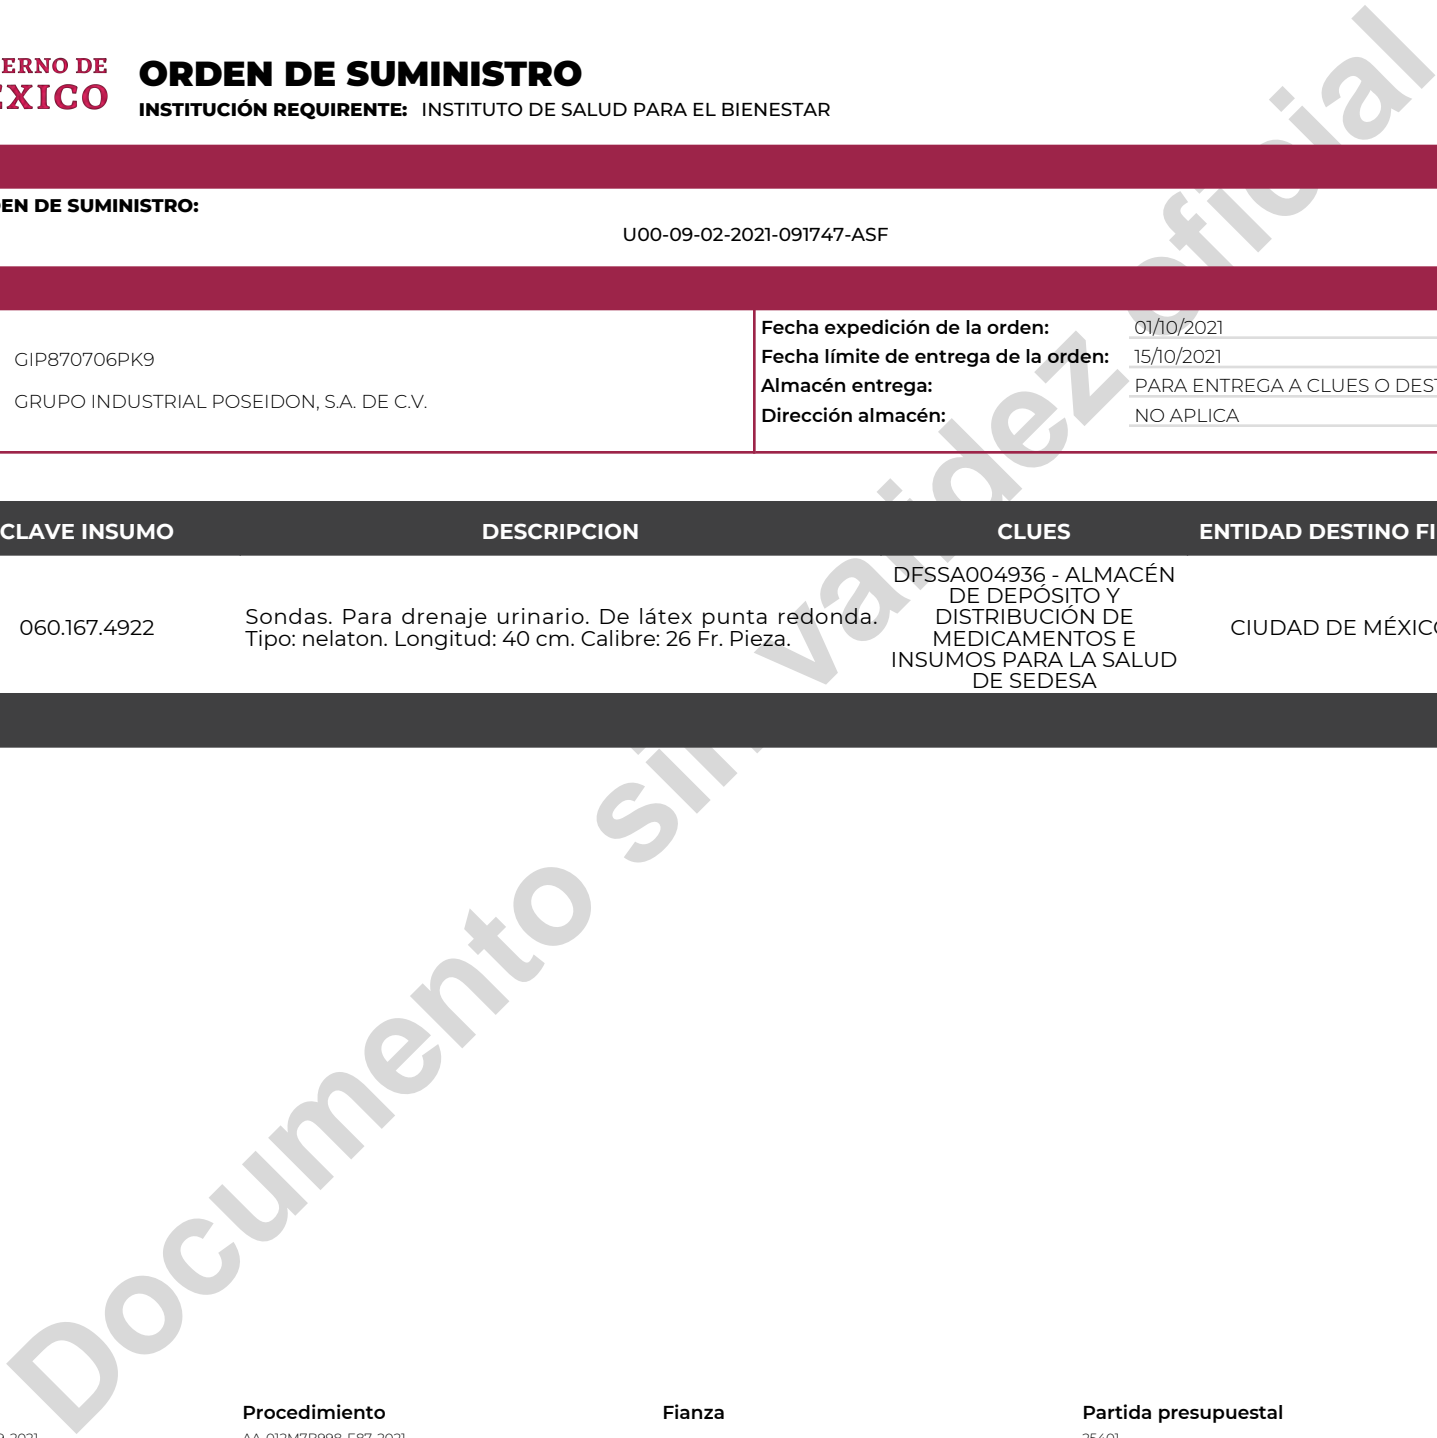 ERNO DE
ÉXICO
ORDEN DE SUMINISTRO
INSTITUCIÓN REQUIRENTE: INSTITUTO DE SALUD PARA EL BIENESTAR
EN DE SUMINISTRO:
U00-09-02-2021-091747-ASF
GIP870706PK9
GRUPO INDUSTRIAL POSEIDON, S.A. DE C.V.
Fecha expedición de la orden: 01/10/2021
Fecha límite de entrega de la orden: 15/10/2021
Almacén entrega: PARA ENTREGA A CLUES O DEST
Dirección almacén: NO APLICA
CLAVE INSUMO DESCRIPCION CLUES ENTIDAD DESTINO FI
060.167.4922
Sondas. Para drenaje urinario. De látex punta redonda.
Tipo: nelaton. Longitud: 40 cm. Calibre: 26 Fr. Pieza.
DFSSA004936 - ALMACÉN
DE DEPÓSITO Y
DISTRIBUCIÓN DE
MEDICAMENTOS E
INSUMOS PARA LA SALUD
DE SEDESA
CIUDAD DE MÉXICO
Documento sin validez oficial
Procedimiento Fianza Partida presupuestal